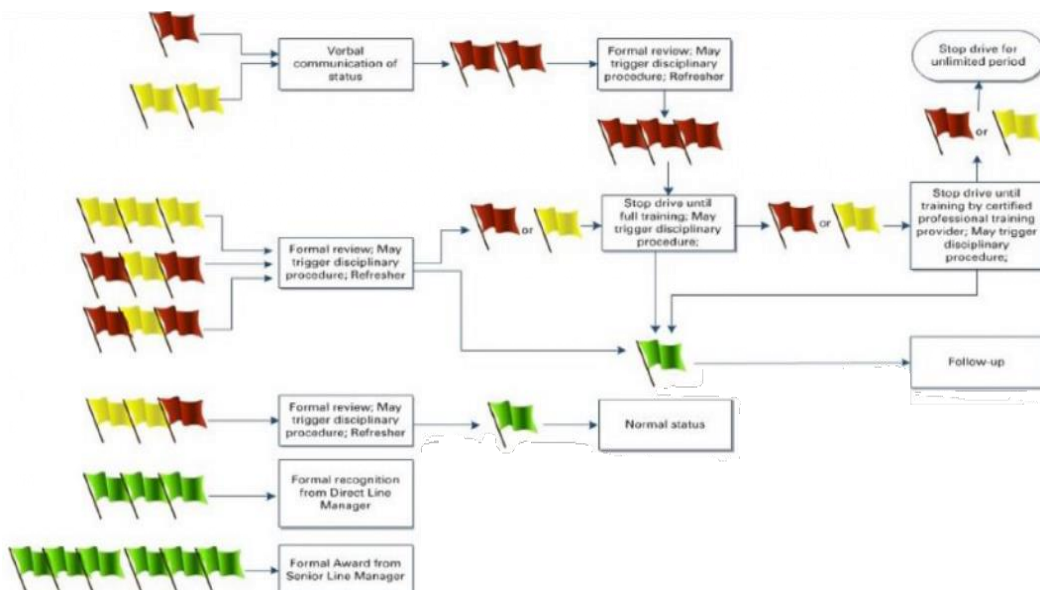 Verbal
communication of
status
Formal review; May
trigger disciplinary
procedure; Refresher
Stop drive for
unlimited period
or
Formal review; May
trigger disciplinary
procedure; Refresher
or
Stop drive until
full training; May
trigger disciplinary
procedure;
or
Stop drive until
training by certified
professional training
provider; May trigger
disciplinary
procedure;
Follow-up
Formal review; May
trigger disciplinary
procedure; Refresher
Normal status
Formal recognition
from Direct Line
Manager
Formal Award from
Senior Line Manager